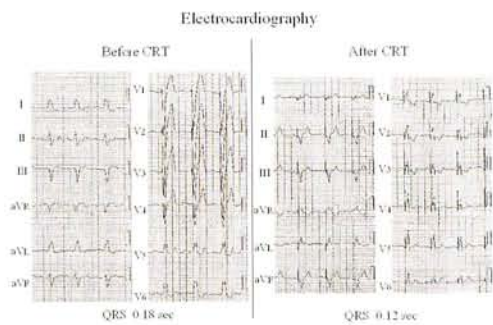 Electrocardiography
Before CRT
After CRT
I
II
III
aVR
aVL
aVF
V1
V2
V3
V4
V5
V6
QRS 0.18 sec
I
II
III
aVR
aVL
aVF
V1
V2
V3
V4
V5
V6
QRS 0.12 sec